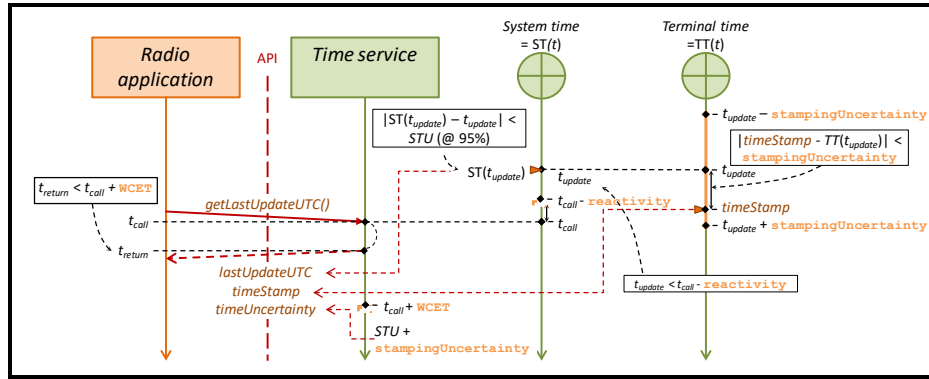 System time
= ST(t)
Terminal time
=TT(t)
Radio
application
API
Time service
t_update – stampingUncertainty
|ST(t_update) – t_update| <
STU (@ 95%)
|timeStamp - TT(t_update)| <
stampingUncertainty
ST(t_update)
t_update
t_update
t_return < t_call + WCET
t_call - reactivity
getLastUpdateUTC()
timeStamp
t_call
t_call
t_update + stampingUncertainty
t_return
lastUpdateUTC
t_update < t_call - reactivity
timeStamp
timeUncertainty
t_call + WCET
STU +
stampingUncertainty